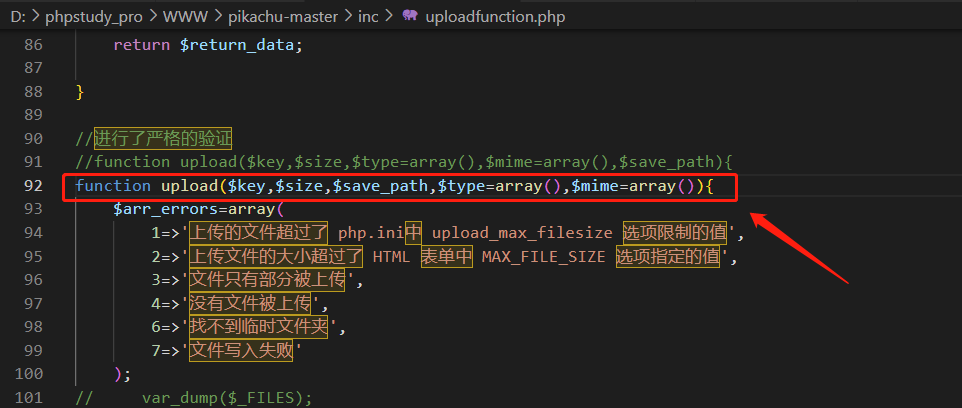 D: > phpstudy_pro > WWW > pikachu-master > inc > uploadfunction.php
86 return $return_data;
87
88 }
89
90 //进行了严格的验证
91 //function upload($key,$size,$type=array(),$mime=array(),$save_path){
92 function upload($key,$size,$save_path,$type=array(),$mime=array()){
93 $arr_errors=array(
94 1=>'上传的文件超过了 php.ini中 upload_max_filesize 选项限制的值',
95 2=>'上传文件的大小超过了 HTML 表单中 MAX_FILE_SIZE 选项指定的值',
96 3=>'文件只有部分被上传',
97 4=>'没有文件被上传',
98 6=>'找不到临时文件夹',
99 7=>'文件写入失败'
100 );
101 // var_dump($_FILES);